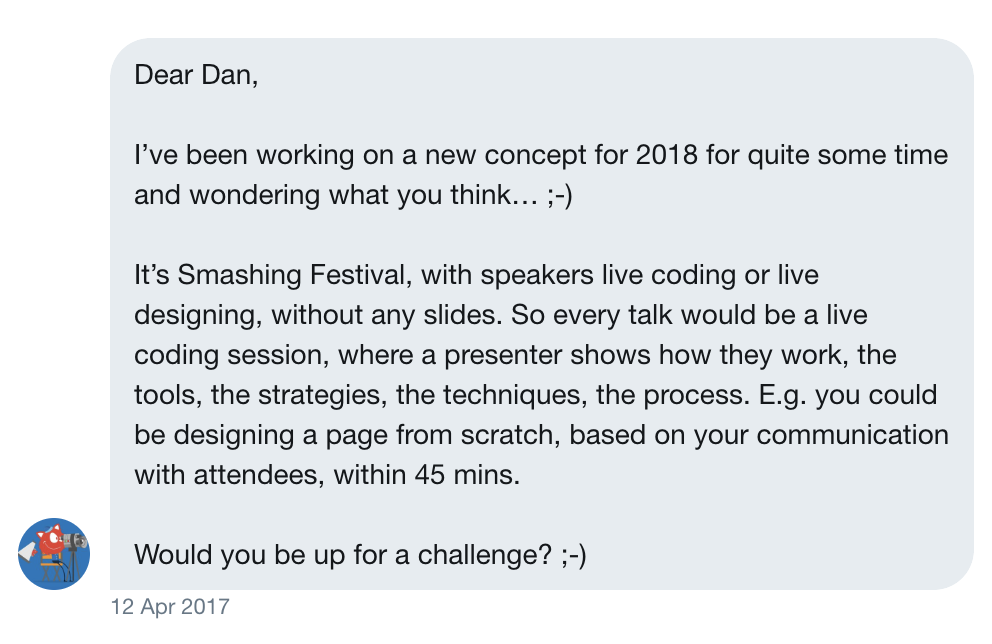 Dear Dan,
I’ve been working on a new concept for 2018 for quite some time
and wondering what you think… ;-)
It’s Smashing Festival, with speakers live coding or live
designing, without any slides. So every talk would be a live
coding session, where a presenter shows how they work, the
tools, the strategies, the techniques, the process. E.g. you could
be designing a page from scratch, based on your communication
with attendees, within 45 mins.
Would you be up for a challenge? ;-)
12 Apr 2017